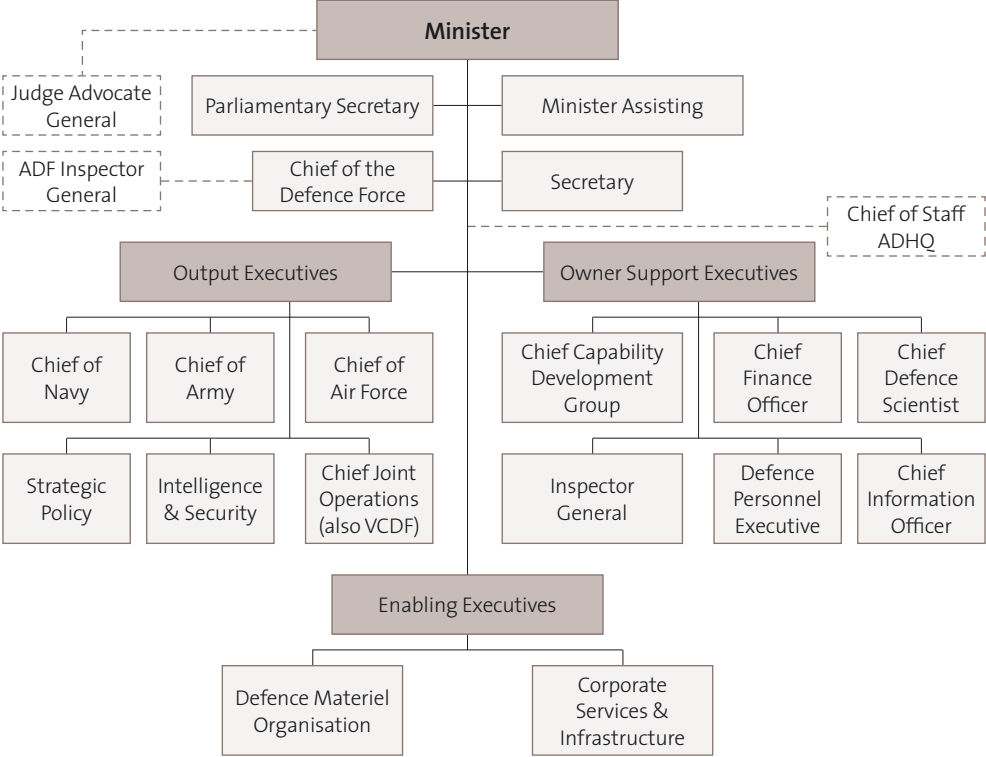 Minister
Judge Advocate
General
Parliamentary Secretary
Minister Assisting
ADF Inspector
General
Chief of the
Defence Force
Secretary
Chief of Staff
ADHQ
Output Executives
Owner Support Executives
Chief of
Navy
Chief of
Army
Chief of
Air Force
Chief Capability
Development
Group
Chief
Finance
Officer
Chief
Defence
Scientist
Strategic
Policy
Intelligence
& Security
Chief Joint
Operations
(also VCDF)
Inspector
General
Defence
Personnel
Executive
Chief
Information
Officer
Enabling Executives
Defence Materiel
Organisation
Corporate
Services &
Infrastructure